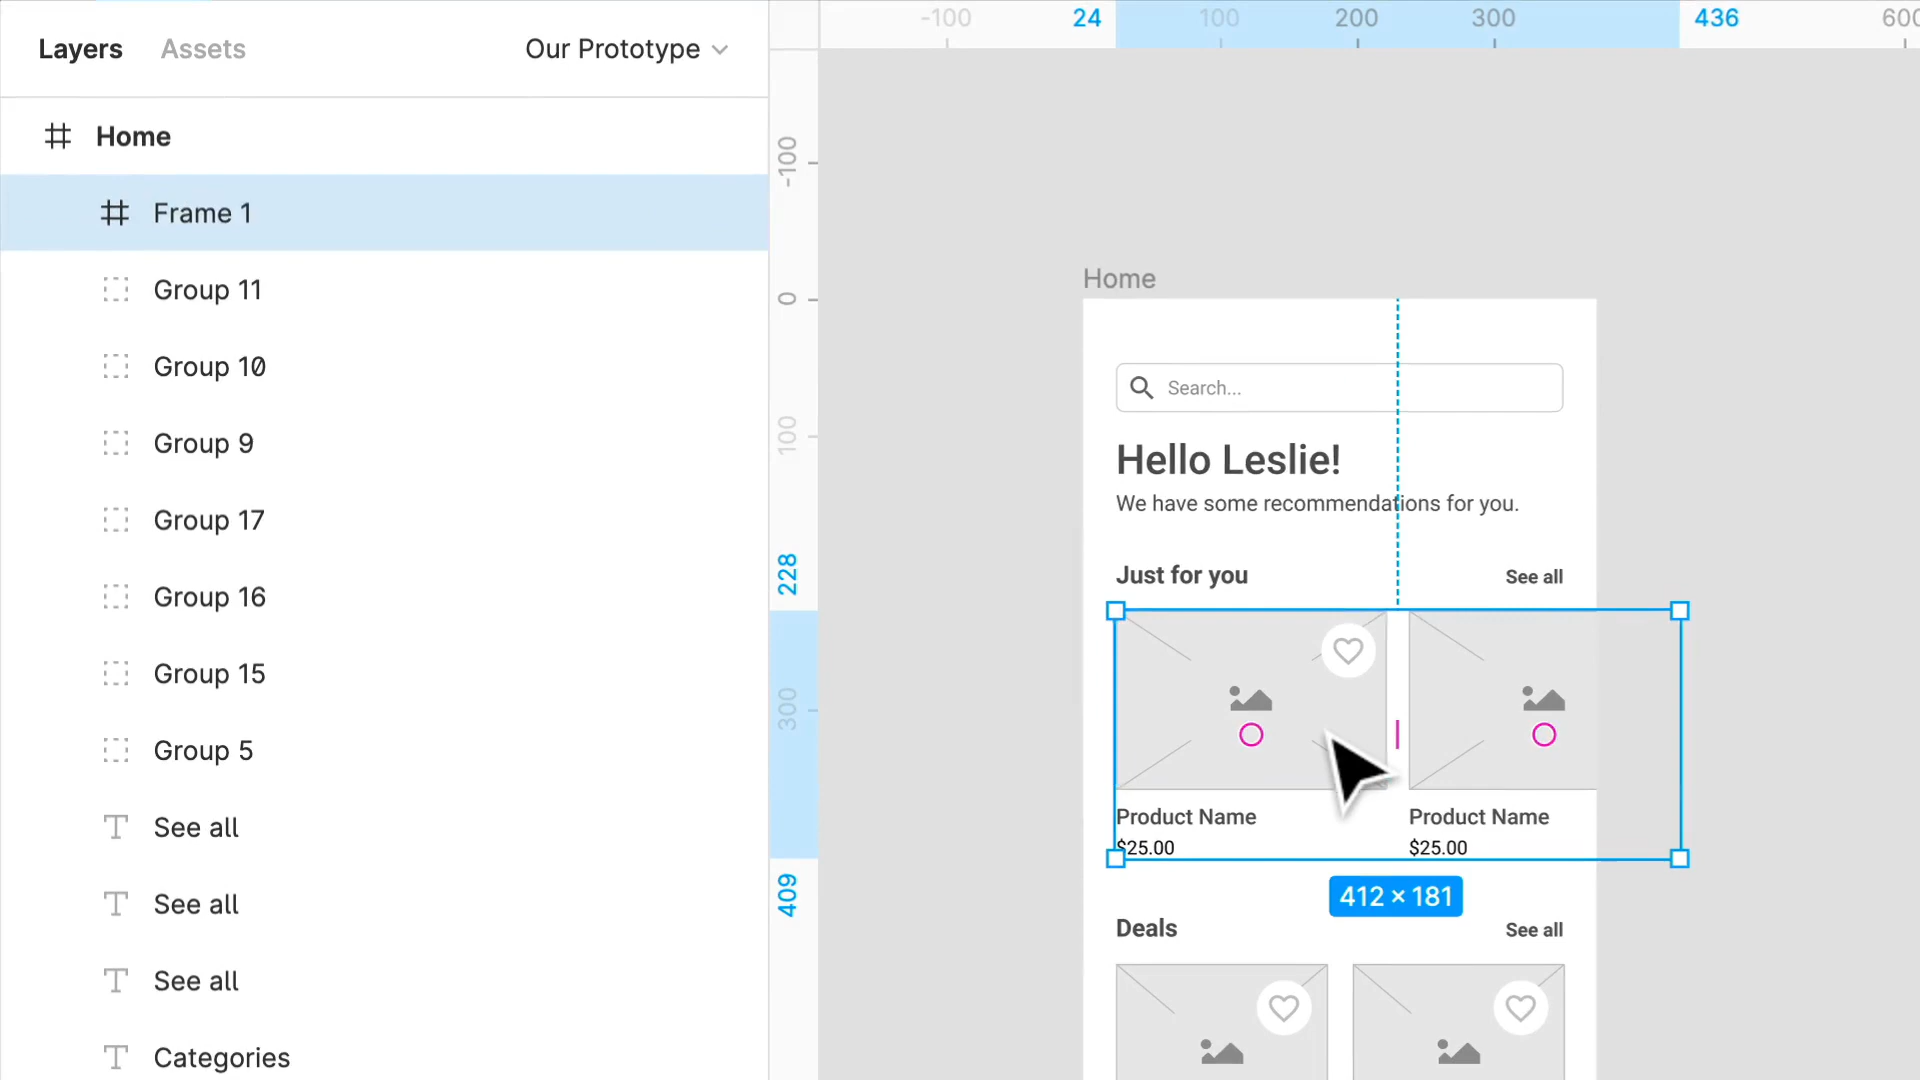 Layers Assets Our Prototype
Home
Frame 1
Group 11
Group 10
Group 9
Group 17
Group 16
Group 15
Group 5
See all
See all
See all
Categories
-100 24 100 200 300 436 600
-100
0
100
228
300
409
Home
Search...
Hello Leslie!
We have some recommendations for you.
Just for you See all
Product Name Product Name
$25.00 $25.00
412 × 181
Deals See all